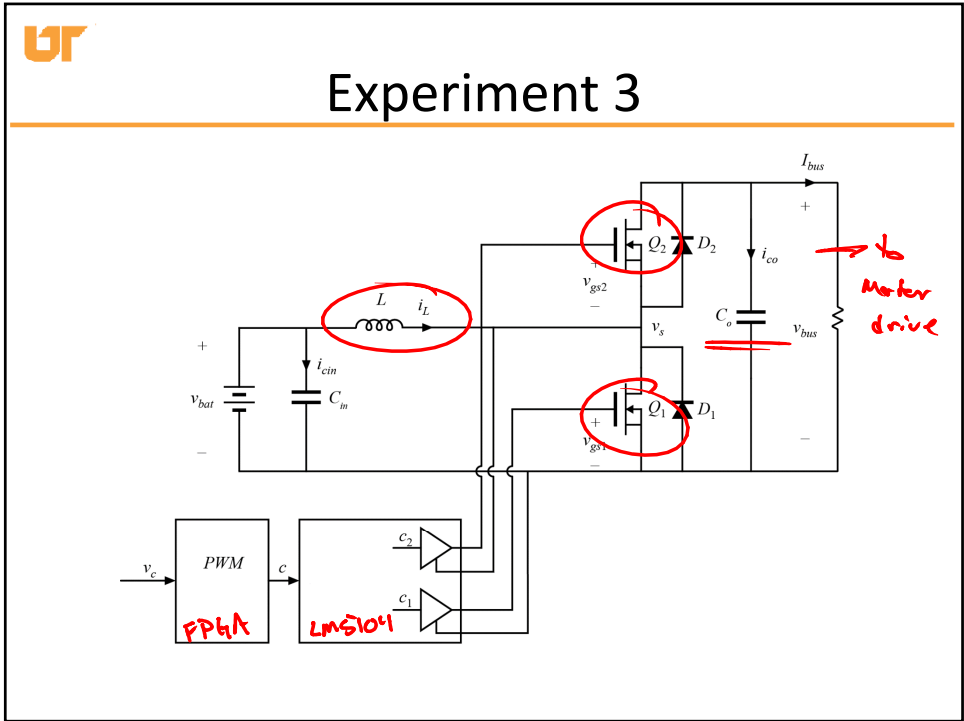 UT
Experiment 3
I_bus
+
Q_2
D_2
i_co
to
Motor
drive
+
v_gs2
−
L
i_L
v_s
C_o
v_bus
+
i_cin
v_bat
C_in
Q_1
D_1
+
v_gs1
−
−
−
c_2
v_c
PWM
c
c_1
FPGA
LM5104